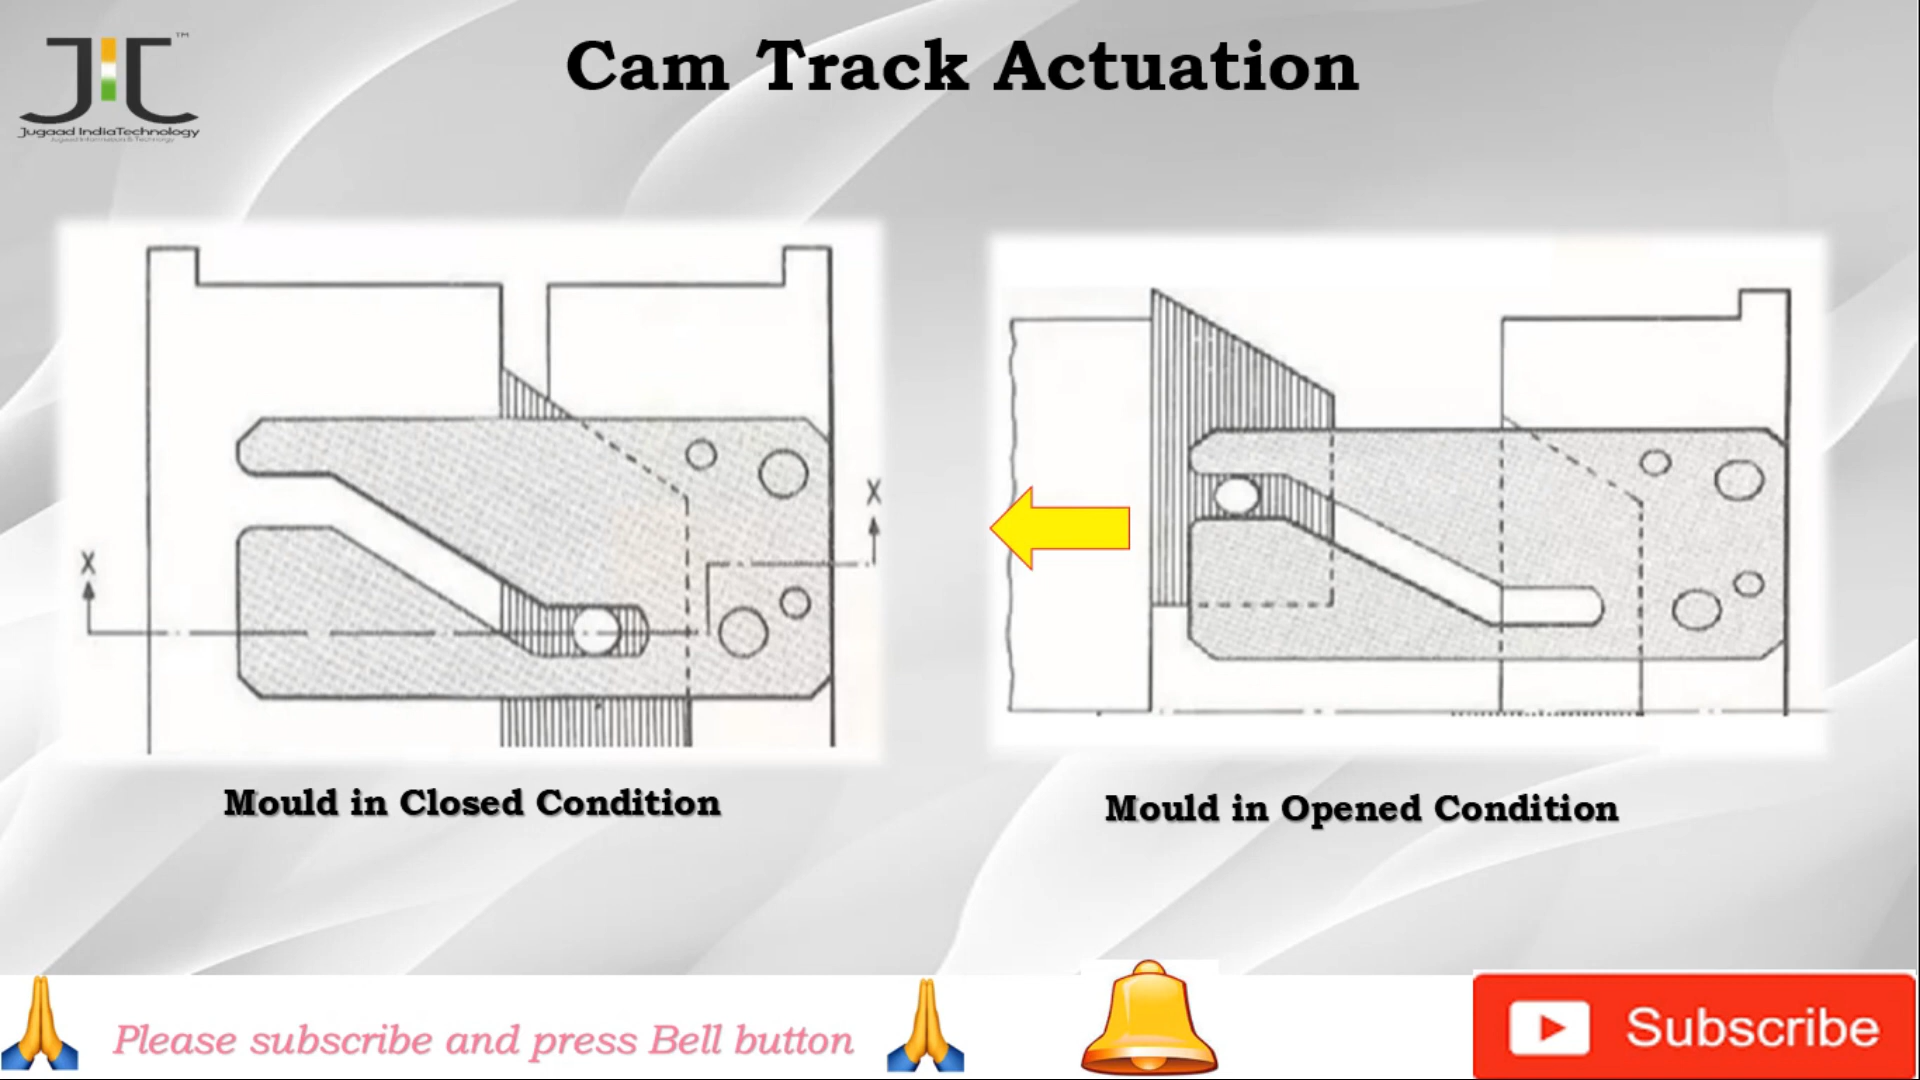 TM
Jugaad IndiaTechnology
Cam Track Actuation
X
X
Mould in Closed Condition
Mould in Opened Condition
Please subscribe and press Bell button
Subscribe